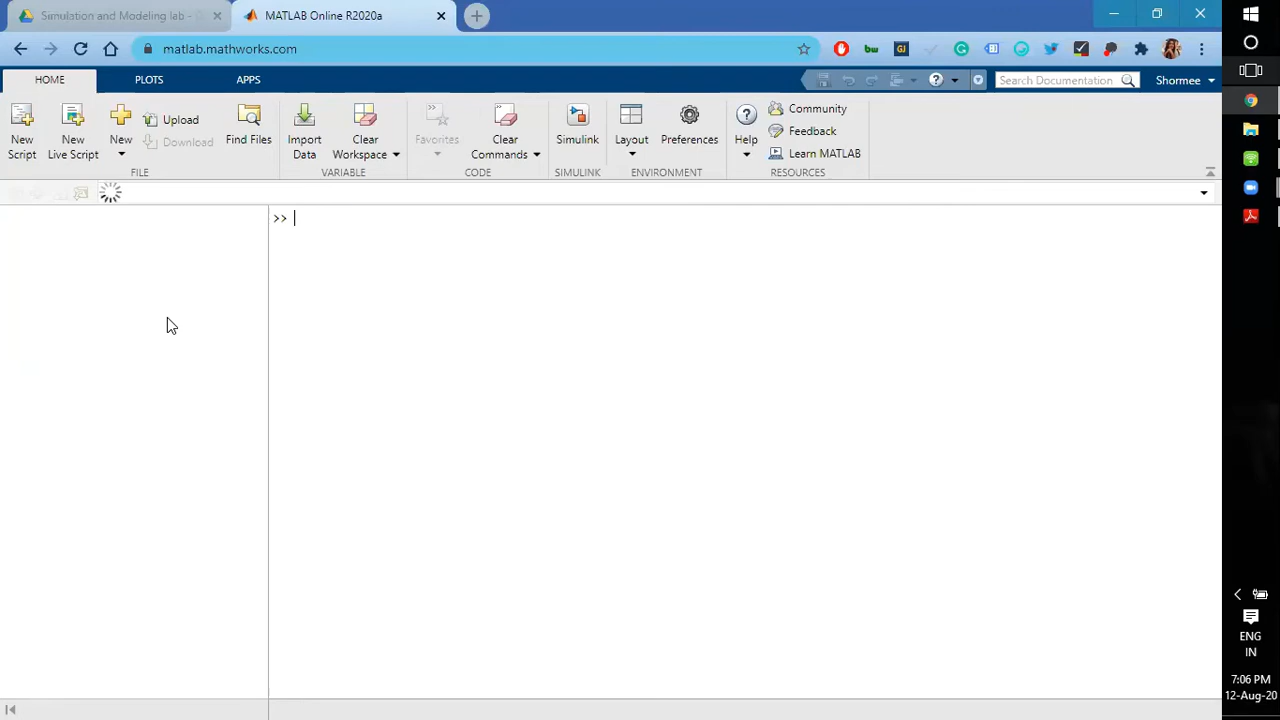 Simulation and Modeling lab -
MATLAB Online R2020a
matlab.mathworks.com
HOME
PLOTS
APPS
Search Documentation
Shormee
New Script
New Live Script
New
Upload
Download
Find Files
FILE
Import Data
Clear Workspace
VARIABLE
Favorites
Clear Commands
CODE
Simulink
SIMULINK
Layout
Preferences
ENVIRONMENT
Help
Community
Feedback
Learn MATLAB
RESOURCES
>>
ENG
IN
7:06 PM
12-Aug-20